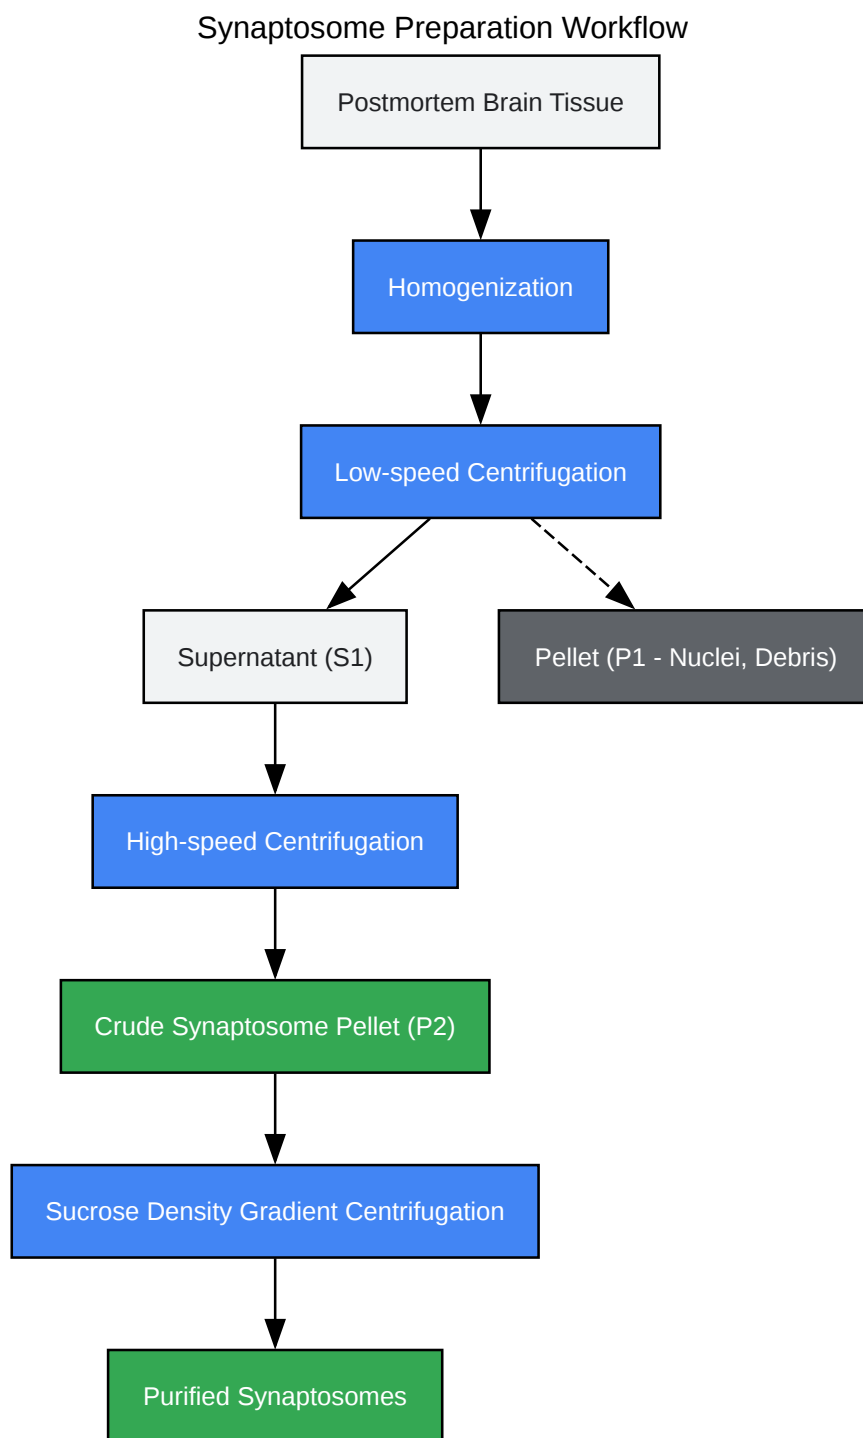 Synaptosome Preparation Workflow
Postmortem Brain Tissue
Homogenization
Low-speed Centrifugation
Supernatant (S1)
Pellet (P1 - Nuclei, Debris)
High-speed Centrifugation
Crude Synaptosome Pellet (P2)
Sucrose Density Gradient Centrifugation
Purified Synaptosomes